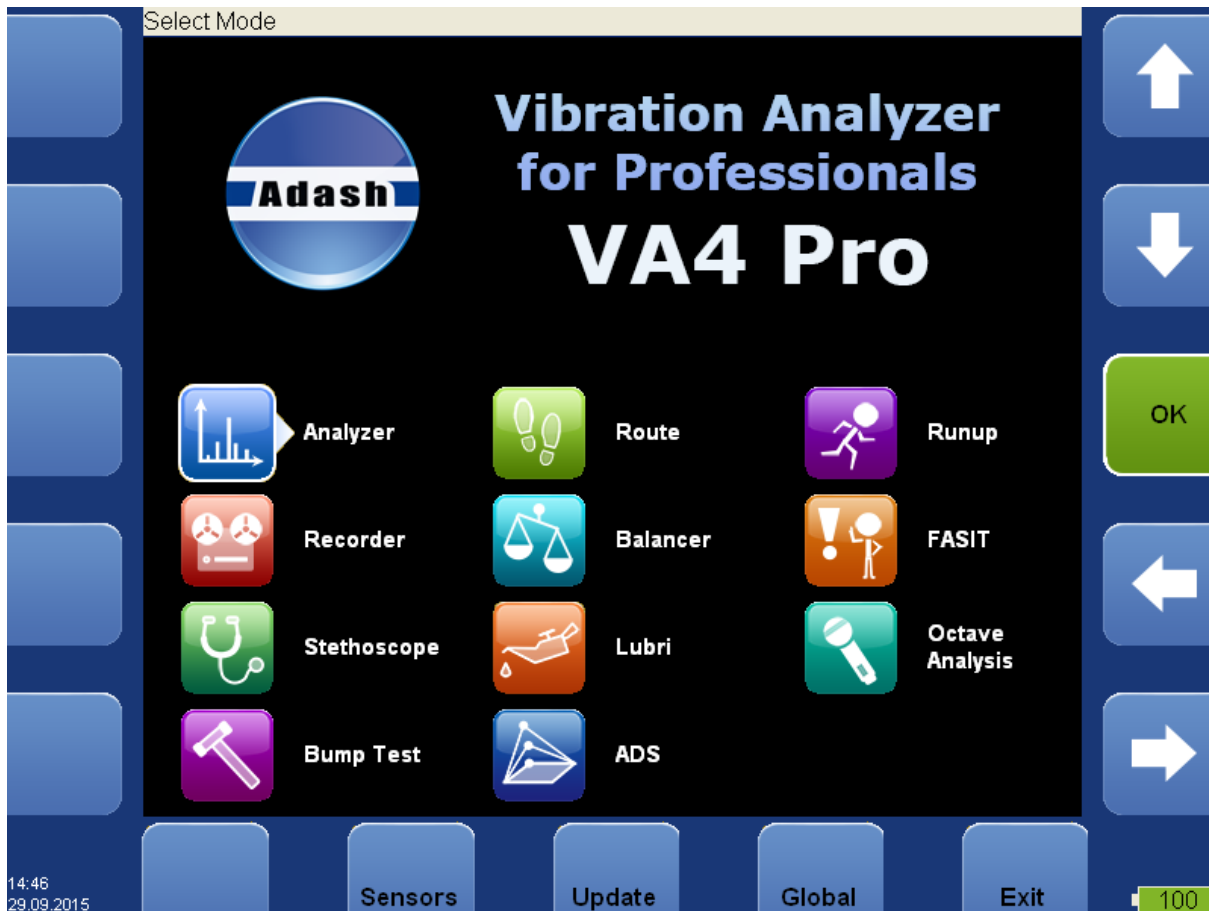 Select Mode
Adash
Vibration Analyzer
for Professionals
VA4 Pro
OK
Analyzer
Route
Runup
Recorder
Balancer
FASIT
Stethoscope
Lubri
Octave
Analysis
Bump Test
ADS
14:46
29.09.2015
Sensors
Update
Global
Exit
100